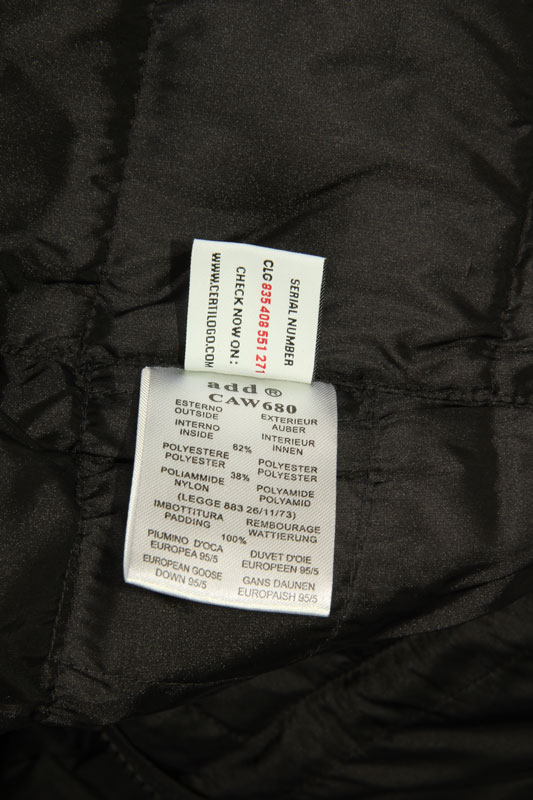 SERIAL NUMBER
CLG 835 408 551 271
CHECK NOW ON :
WWW.CERTILOGO.COM
add ®
CAW680
ESTERNO EXTERIEUR
OUTSIDE AUBER
INTERNO INTERIEUR
INSIDE INNEN
62%
POLYESTERE POLYESTER
POLYESTER POLYESTER
38%
POLIAMMIDE POLYAMIDE
NYLON POLYAMID
(LEGGE 883 26/11/73)
IMBOTTITURA REMBOURAGE
PADDING WATTIERUNG
100%
PIUMINO D'OCA DUVET D'OIE
EUROPEA 95/5 EUROPEEN 95/5
EUROPEAN GOOSE GANS DAUNEN
DOWN 95/5 EUROPAISH 95/5